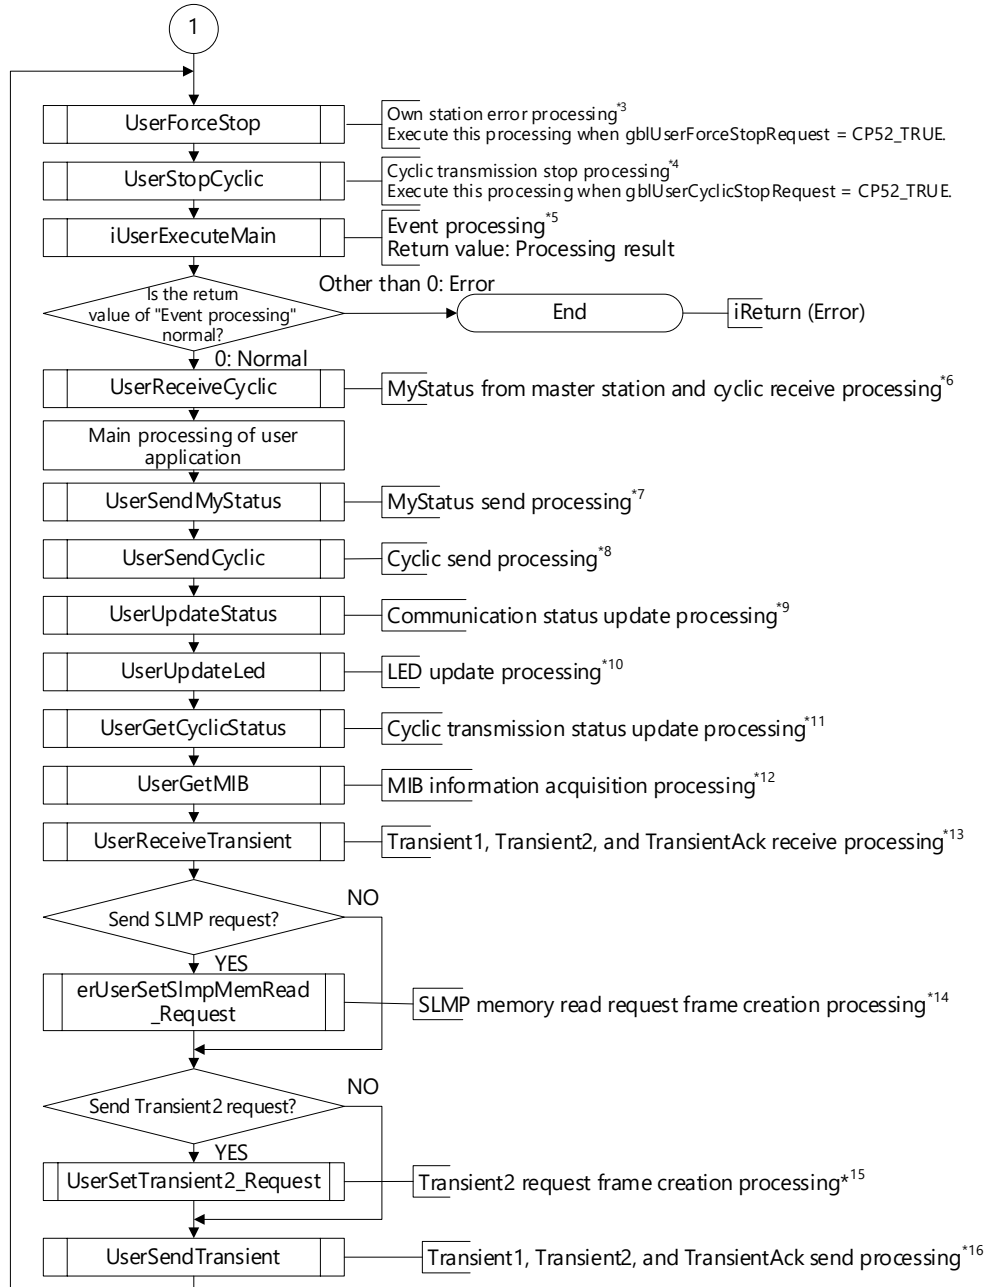 1
UserForceStop
Own station error processing*3
Execute this processing when gblUserForceStopRequest = CP52_TRUE.
UserStopCyclic
Cyclic transmission stop processing*4
Execute this processing when gblUserCyclicStopRequest = CP52_TRUE.
iUserExecuteMain
Event processing*5
Return value: Processing result
Other than 0: Error
Is the return
value of "Event processing"
normal?
End
iReturn (Error)
0: Normal
UserReceiveCyclic
MyStatus from master station and cyclic receive processing*6
Main processing of user
application
UserSendMyStatus
MyStatus send processing*7
UserSendCyclic
Cyclic send processing*8
UserUpdateStatus
Communication status update processing*9
UserUpdateLed
LED update processing*10
UserGetCyclicStatus
Cyclic transmission status update processing*11
UserGetMIB
MIB information acquisition processing*12
UserReceiveTransient
Transient1, Transient2, and TransientAck receive processing*13
NO
Send SLMP request?
YES
erUserSetSlmpMemRead
_Request
SLMP memory read request frame creation processing*14
NO
Send Transient2 request?
YES
UserSetTransient2_Request
Transient2 request frame creation processing*15
UserSendTransient
Transient1, Transient2, and TransientAck send processing*16